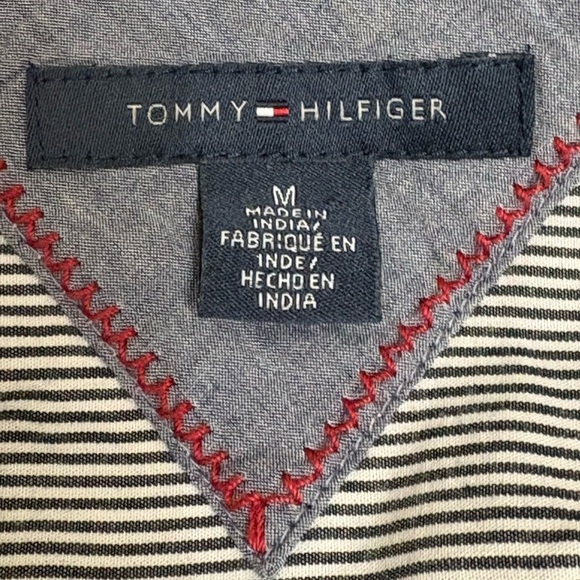 TOMMY HILFIGER
M
MADE IN
INDIA/
FABRIQUÉ EN
INDE/
HECHO EN
INDIA